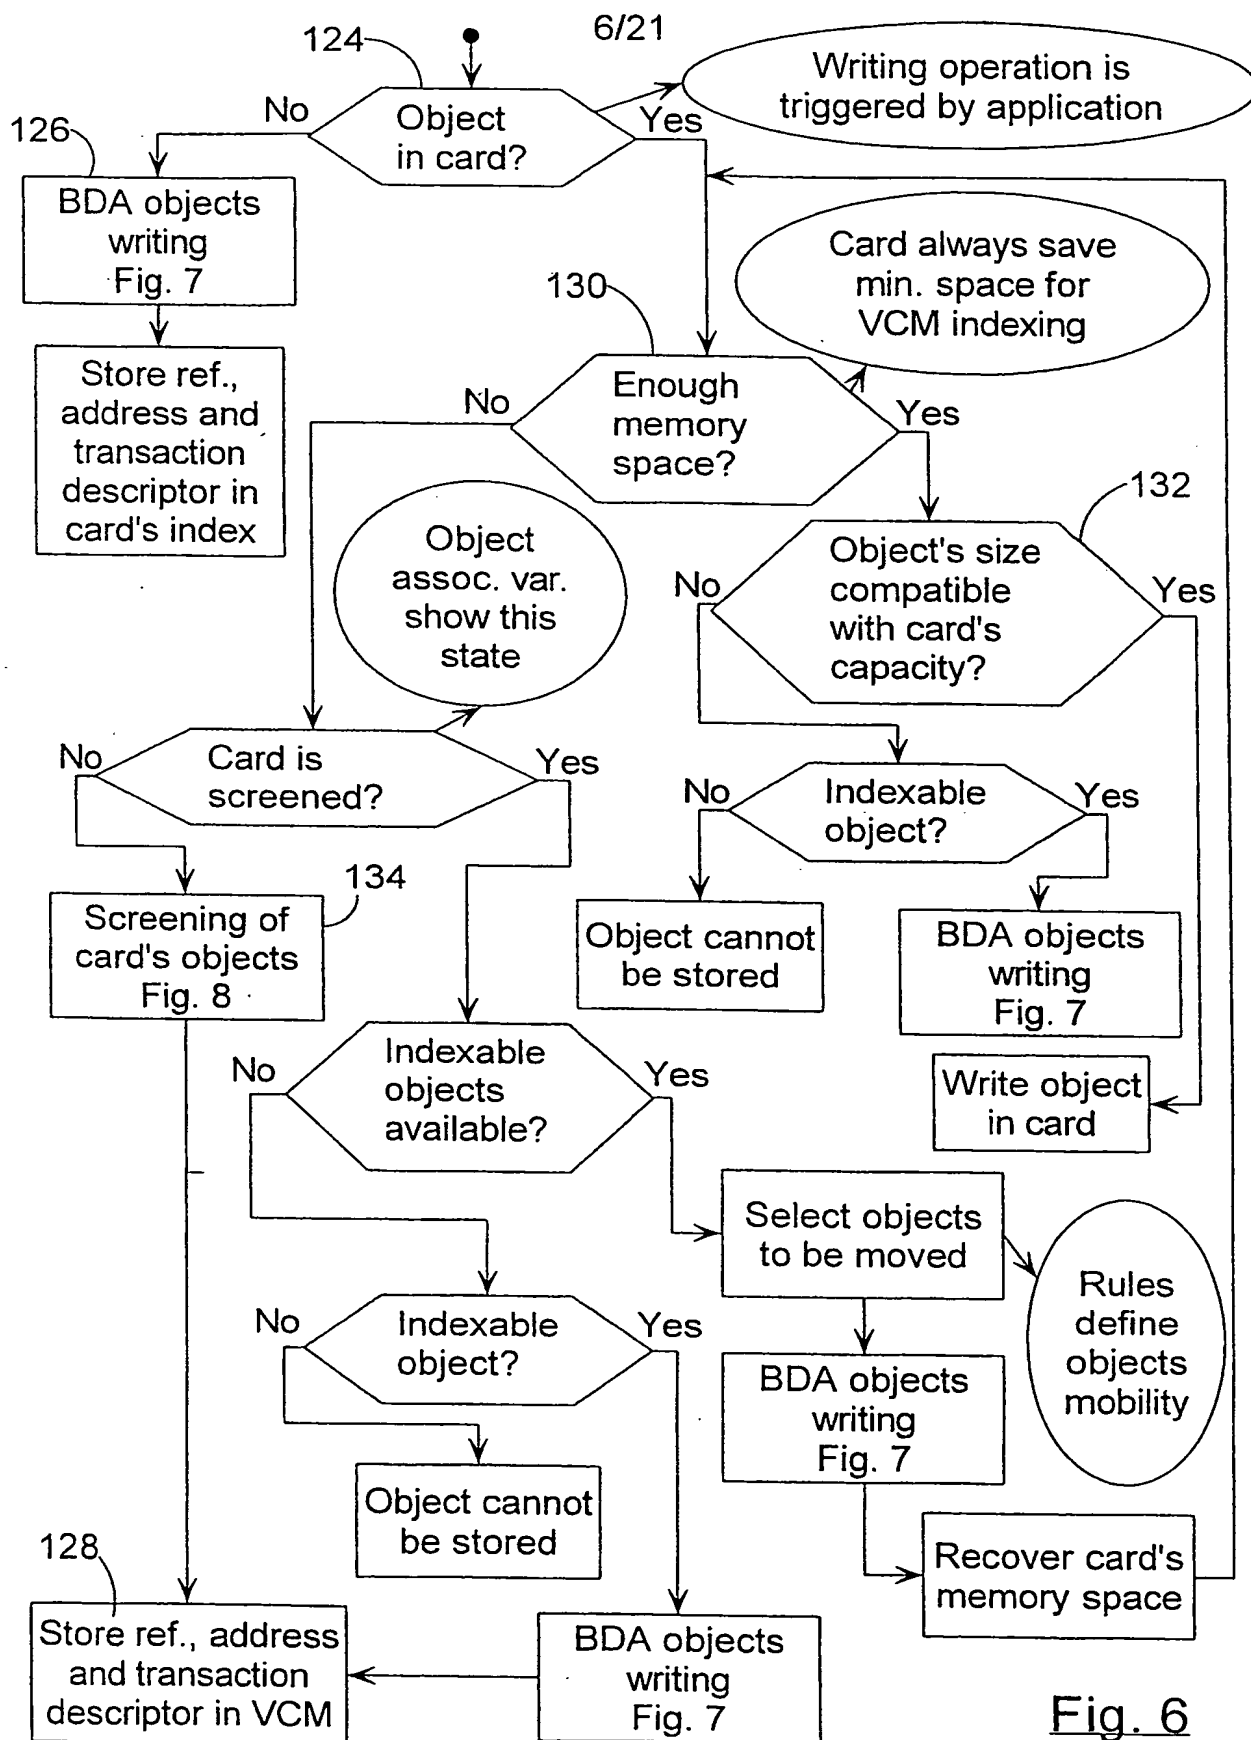 6/21
124
Writing operation is
triggered by application
No
Object
in card?
Yes
126
BDA objects
writing
Fig. 7
Card always save
min. space for
VCM indexing
130
Store ref.,
address and
transaction
descriptor in
card's index
No
Enough
memory
space?
Yes
132
Object
assoc. var.
show this
state
No
Object's size
compatible
with card's
capacity?
Yes
No
Card is
screened?
Yes
No
Indexable
object?
Yes
134
Screening of
card's objects
Fig. 8
Object cannot
be stored
BDA objects
writing
Fig. 7
No
Indexable
objects
available?
Yes
Write object
in card
Select objects
to be moved
Rules
define
objects
mobility
No
Indexable
object?
Yes
BDA objects
writing
Fig. 7
Object cannot
be stored
128
Recover card's
memory space
Store ref., address
and transaction
descriptor in VCM
BDA objects
writing
Fig. 7
Fig. 6